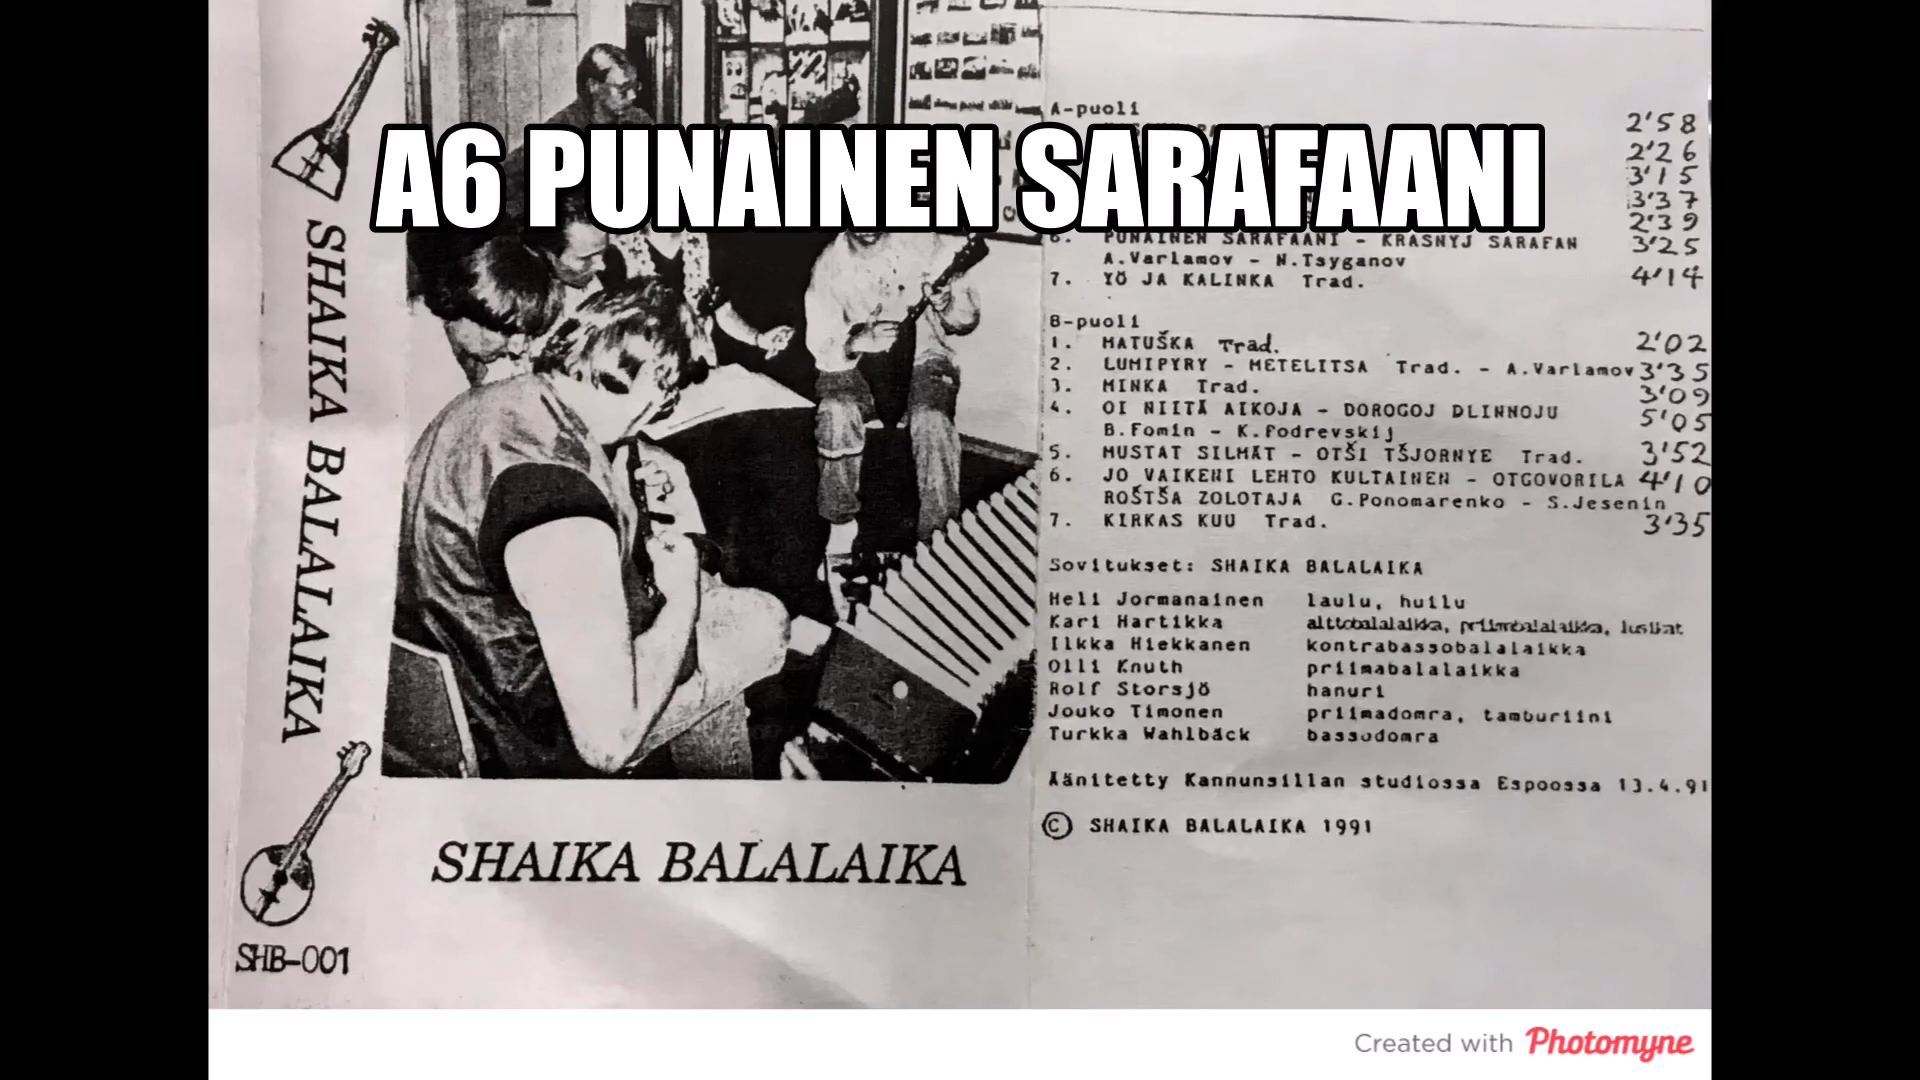 A6 PUNAINEN SARAFAANI
SHAIKA BALALAIKA
SHB-001
SHAIKA BALALAIKA
A-puoli
2'58
2'26
3'15
3'37
2'39
6. PUNAINEN SARAFAANI - KRASNYJ SARAFAN 3'25
A.Varlamov - N.Tsyganov
7. YÖ JA KALINKA Trad. 4'14
B-puoli
1. MATUŠKA Trad. 2'02
2. LUMIPYRY - METELITSA Trad. - A.Varlamov 3'35
3. MINKA Trad. 3'09
4. OI NIITÄ AIKOJA - DOROGOJ DLINNOJU 5'05
B.Fomin - K.Podrevskij
5. MUSTAT SILMÄT - OTŠI TŠJORNYE Trad. 3'52
6. JO VAIKENI LEHTO KULTAINEN - OTGOVORILA 4'10
ROŠTŠA ZOLOTAJA G.Ponomarenko - S.Jesenin
7. KIRKAS KUU Trad. 3'35
Sovitukset: SHAIKA BALALAIKA
Heli Jormanainen laulu, huilu
Kari Hartikka alttobalalaikka, priimabalalaikka, lusikat
Ilkka Hiekkanen kontrabassobalalaikka
Olli Knuth priimabalalaikka
Rolf Storsjö hanuri
Jouko Timonen priimadomra, tamburiini
Turkka Wahlbäck bassodomra
Äänitetty Kannunsillan studiossa Espoossa 13.4.91
© SHAIKA BALALAIKA 1991
Created with Photomyne